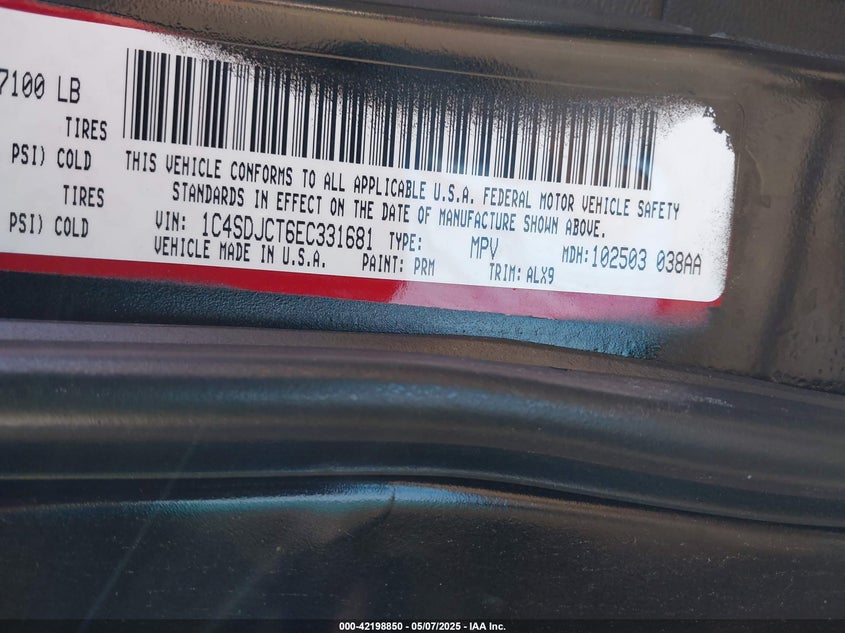 7100 LB
TIRES
PSI) COLD
TIRES
PSI) COLD
THIS VEHICLE CONFORMS TO ALL APPLICABLE U.S.A. FEDERAL MOTOR VEHICLE SAFETY
STANDARDS IN EFFECT ON THE DATE OF MANUFACTURE SHOWN ABOVE.
VIN: 1C4SDJCT6EC331681 TYPE: MPV MDH:102503 038AA
VEHICLE MADE IN U.S.A. PAINT: PRM TRIM: ALX9
000-42198850 - 05/07/2025 - IAA Inc.